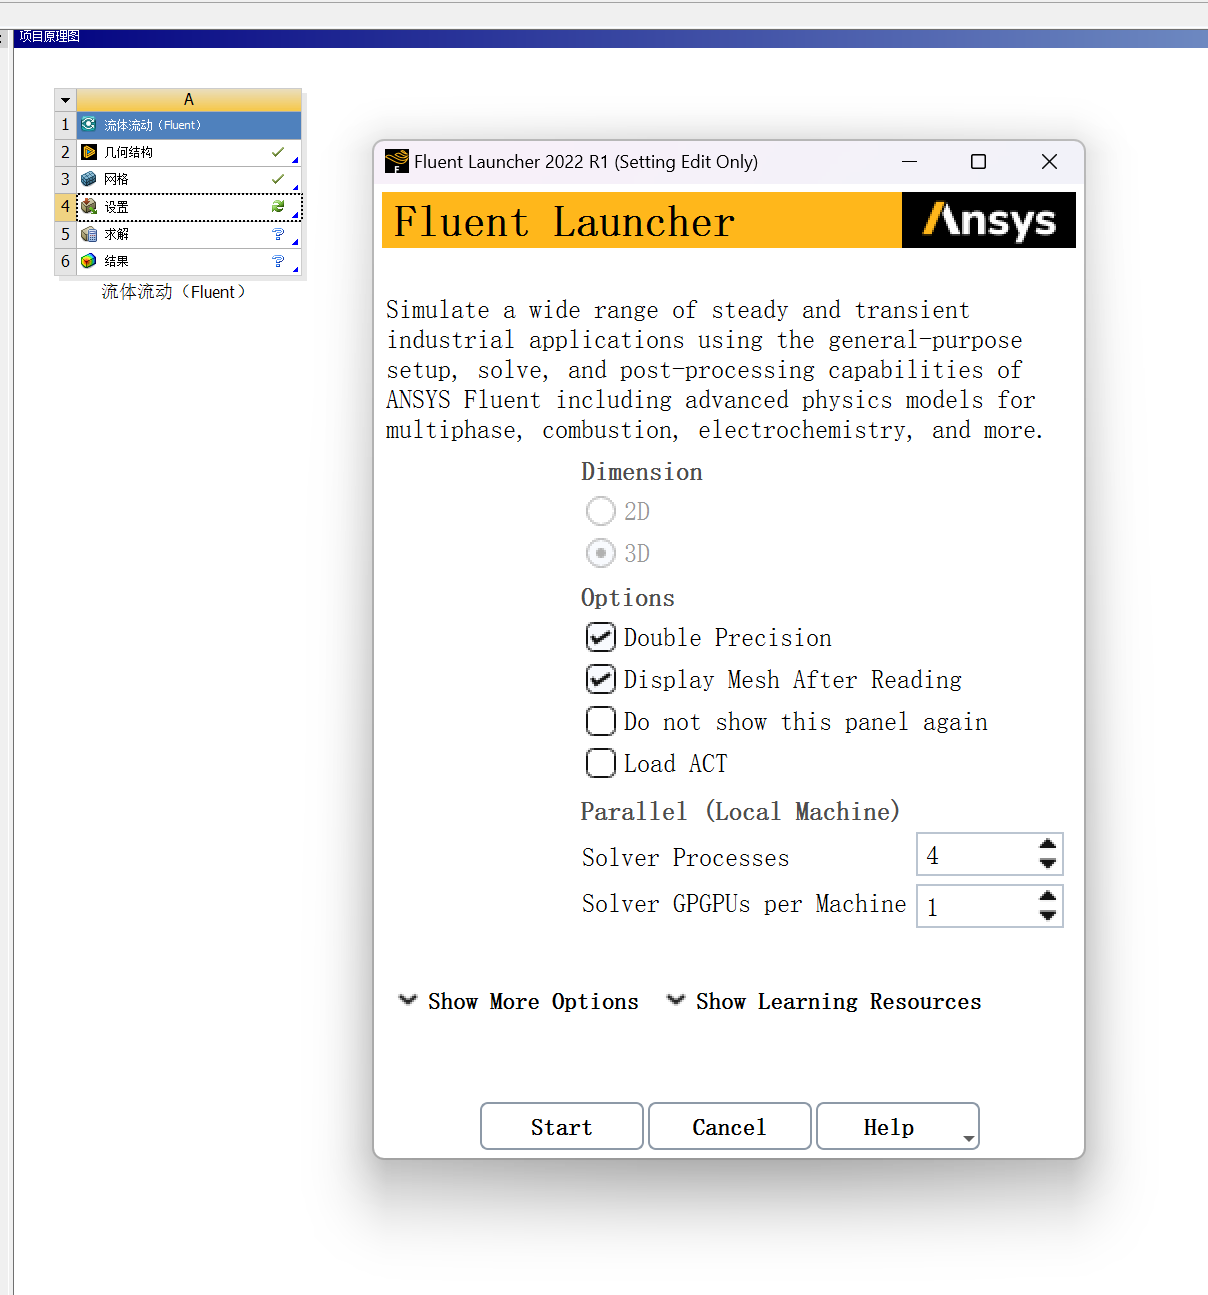 项目原理图
A
1 流体流动（Fluent）
2 几何结构
3 网格
4 设置
5 求解 ?
6 结果 ?
流体流动（Fluent）
Fluent Launcher 2022 R1 (Setting Edit Only)
Fluent Launcher
Ansys
Simulate a wide range of steady and transient
industrial applications using the general-purpose
setup, solve, and post-processing capabilities of
ANSYS Fluent including advanced physics models for
multiphase, combustion, electrochemistry, and more.
Dimension
2D
3D
Options
Double Precision
Display Mesh After Reading
Do not show this panel again
Load ACT
Parallel (Local Machine)
Solver Processes 4
Solver GPGPUs per Machine 1
Show More Options Show Learning Resources
Start Cancel Help